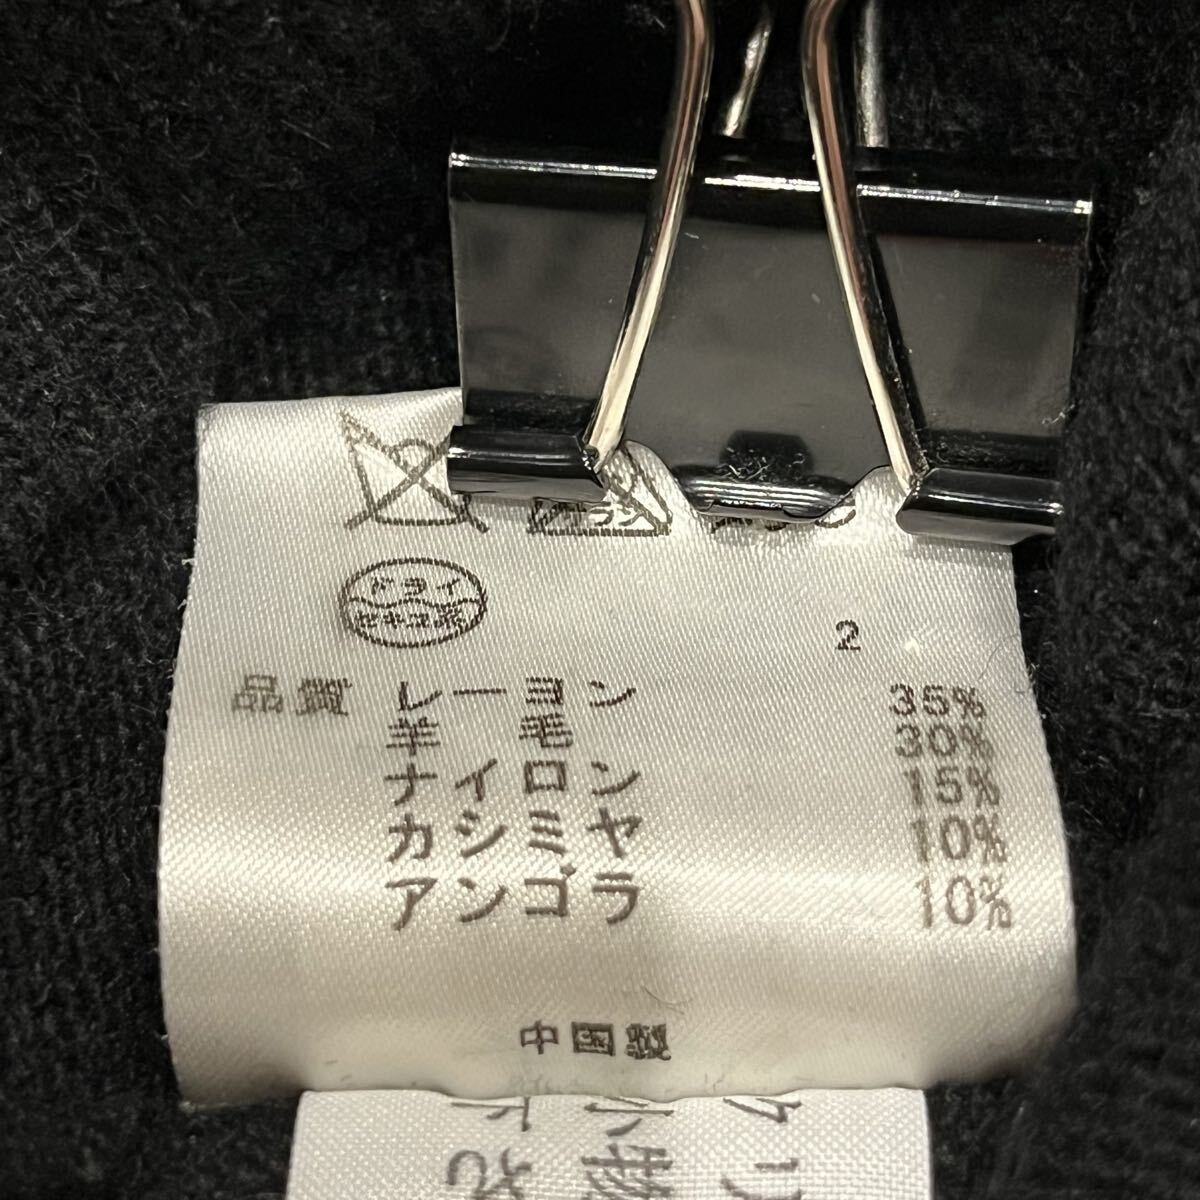 ドライ
セキユ系
2
品質 レーヨン 35%
羊毛 30%
ナイロン 15%
カシミヤ 10%
アンゴラ 10%
中国製